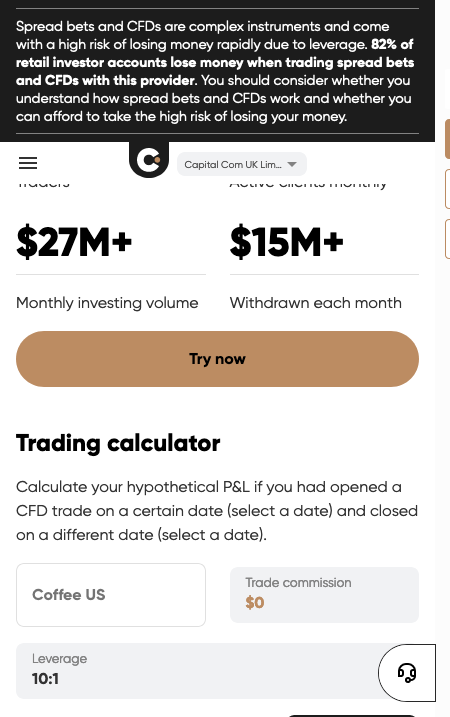 Spread bets and CFDs are complex instruments and come
with a high risk of losing money rapidly due to leverage. 82% of
retail investor accounts lose money when trading spread bets
and CFDs with this provider. You should consider whether you
understand how spread bets and CFDs work and whether you
can afford to take the high risk of losing your money.
Capital Com UK Lim...
Traders
Active clients monthly
$27M+
$15M+
Monthly investing volume
Withdrawn each month
Try now
Trading calculator
Calculate your hypothetical P&L if you had opened a
CFD trade on a certain date (select a date) and closed
on a different date (select a date).
Coffee US
Trade commission
$0
Leverage
10:1